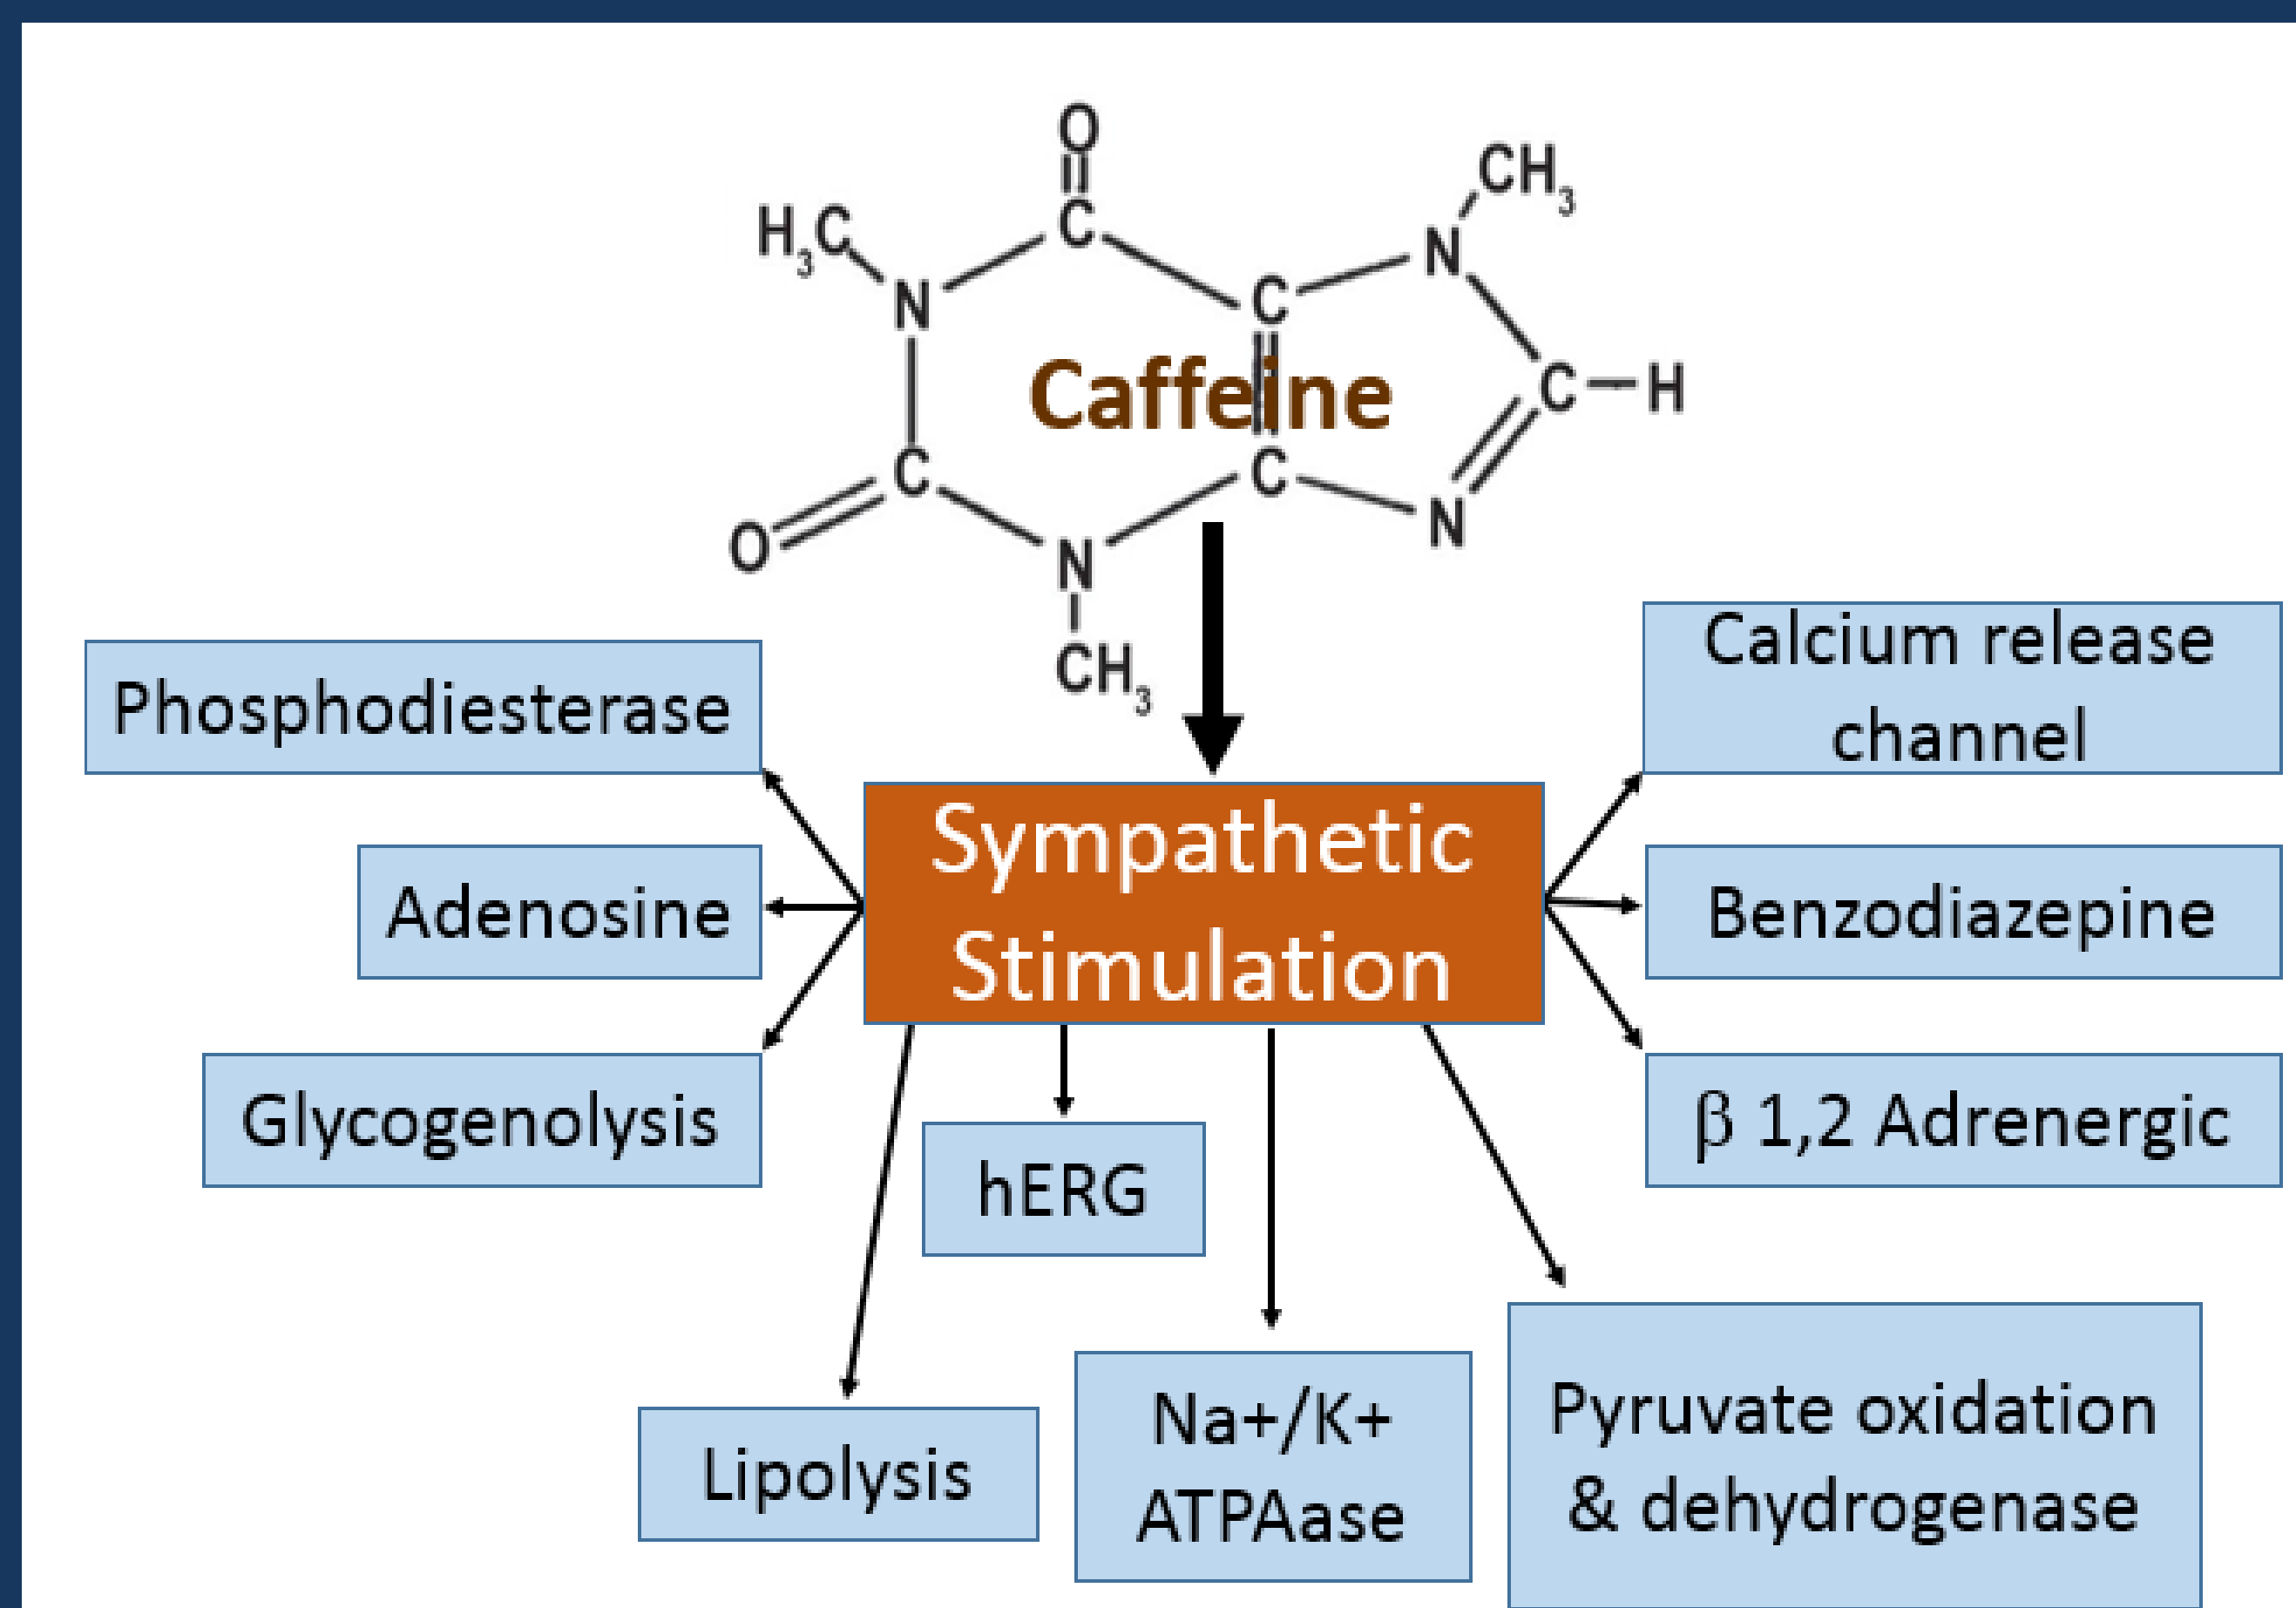 O
CH3
H3C
C
N
N
C
Caffeine
C
H
C
C
O
N
N
CH3
Calcium release
channel
Phosphodiesterase
Sympathetic
Stimulation
Adenosine
Benzodiazepine
Glycogenolysis
β 1,2 Adrenergic
hERG
Lipolysis
Na+/K+
ATPAase
Pyruvate oxidation
& dehydrogenase